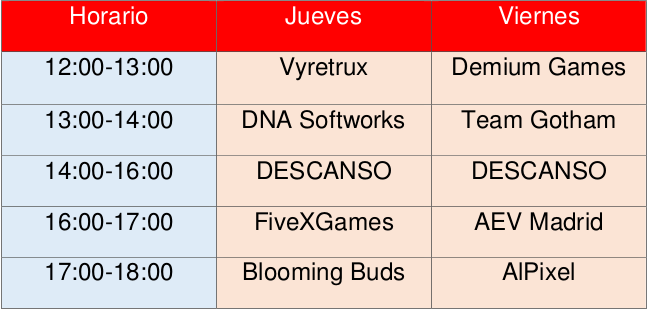 Horario Jueves Viernes
12:00-13:00 Vyretrux Demium Games
13:00-14:00 DNA Softworks Team Gotham
14:00-16:00 DESCANSO DESCANSO
16:00-17:00 FiveXGames AEV Madrid
17:00-18:00 Blooming Buds AlPixel